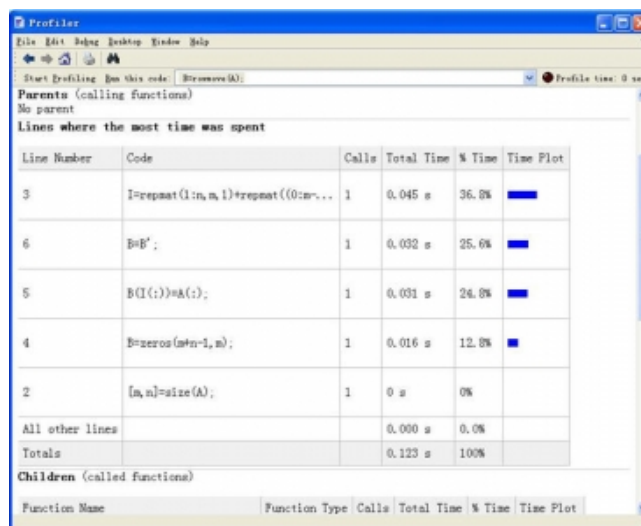 Profiler
File Edit Debug Desktop Window Help
Start Profiling Run this code: B=rowmove(A); Profile time: 0 se
Parents (calling functions)
No parent
Lines where the most time was spent
Line Number Code Calls Total Time % Time Time Plot
3 I=repmat(1:n,m,1)+repmat((0:m-... 1 0.045 s 36.8%
6 B=B'; 1 0.032 s 25.6%
5 B(I(:))=A(:); 1 0.031 s 24.8%
4 B=zeros(m+n-1,m); 1 0.016 s 12.8%
2 [m,n]=size(A); 1 0 s 0%
All other lines 0.000 s 0.0%
Totals 0.123 s 100%
Children (called functions)
Function Name Function Type Calls Total Time % Time Time Plot